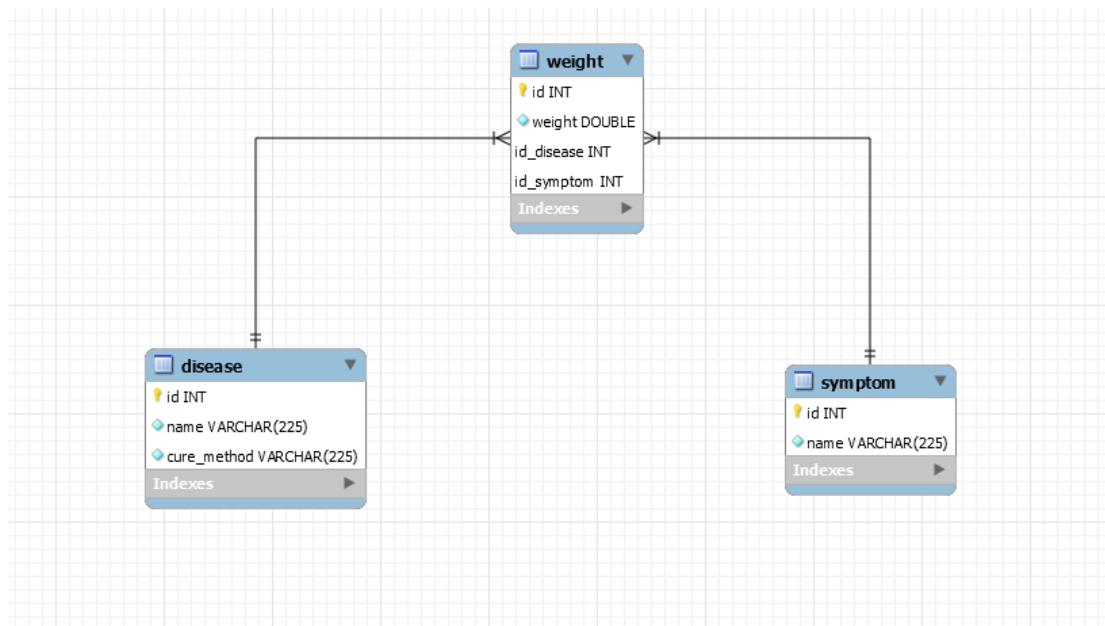 weight
id INT
weight DOUBLE
id_disease INT
id_symptom INT
Indexes
disease
id INT
name VARCHAR(225)
cure_method VARCHAR(225)
Indexes
symptom
id INT
name VARCHAR(225)
Indexes